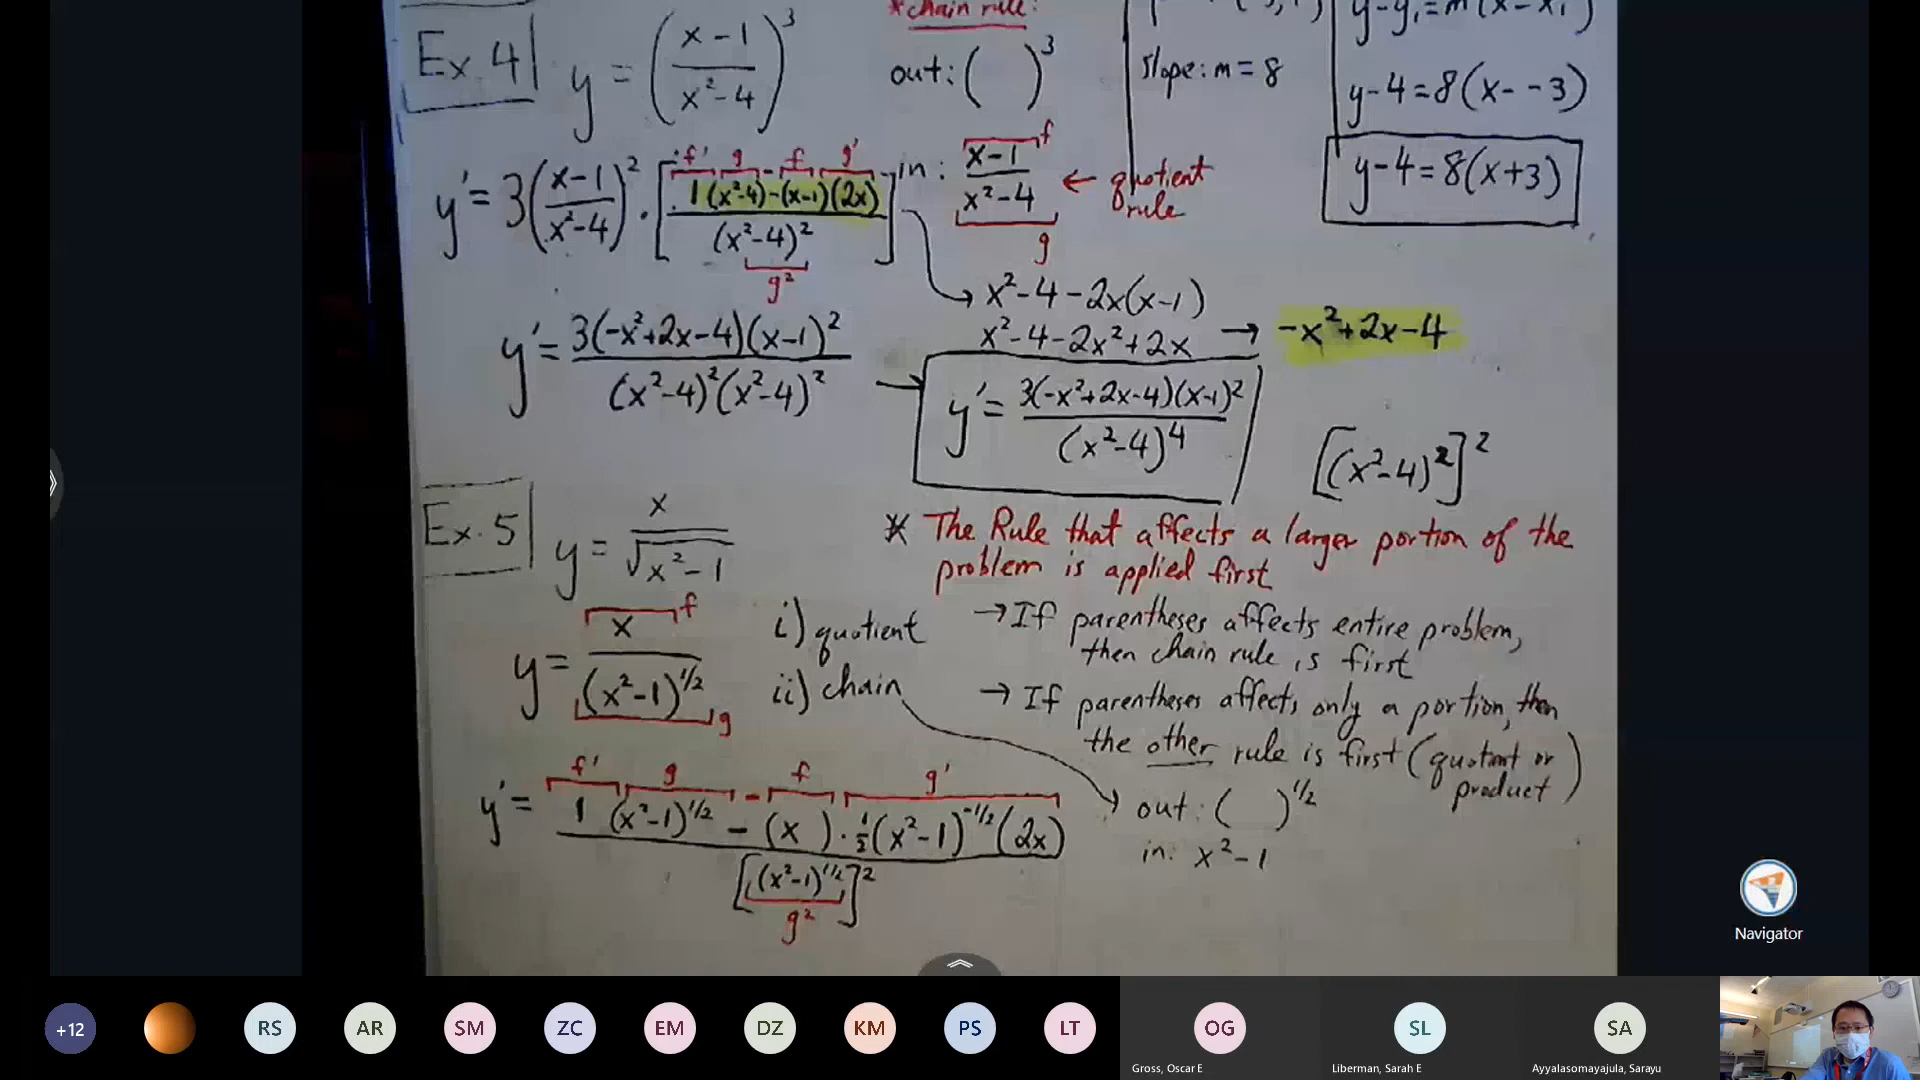 *chain rule:
Ex. 4
y = ((x-1)/(x²-4))³
out: ( )³
slope: m = 8
y-y₁=m(x-x₁)
y-4=8(x--3)
y-4=8(x+3)
in: (x-1)/(x²-4)
f
g
← quotient
rule
f' g - f g'
y' = 3((x-1)/(x²-4))² · [(1(x²-4)-(x-1)(2x))/(x²-4)²]
g²
→ x²-4-2x(x-1)
x²-4-2x²+2x → -x²+2x-4
y' = (3(-x²+2x-4)(x-1)²)/((x²-4)²(x²-4)²)
→ y' = (3(-x²+2x-4)(x-1)²)/(x²-4)⁴
[(x²-4)²]²
Ex. 5
y = x/√(x²-1)
* The Rule that affects a larger portion of the
problem is applied first
→ If parentheses affects entire problem,
then chain rule is first
→ If parentheses affects only a portion, then
the other rule is first (quotient or
product)
y = x/(x²-1)^1/2
f
g
i) quotient
ii) chain
out: ( )^1/2
in: x²-1
f' g - f g'
y' = (1(x²-1)^1/2 - (x)·½(x²-1)^-1/2(2x))/[(x²-1)^1/2]²
g²
Navigator
+12
RS
AR
SM
ZC
EM
DZ
KM
PS
LT
OG
SL
SA
Gross, Oscar E
Liberman, Sarah E
Ayyalasomayajula, Sarayu